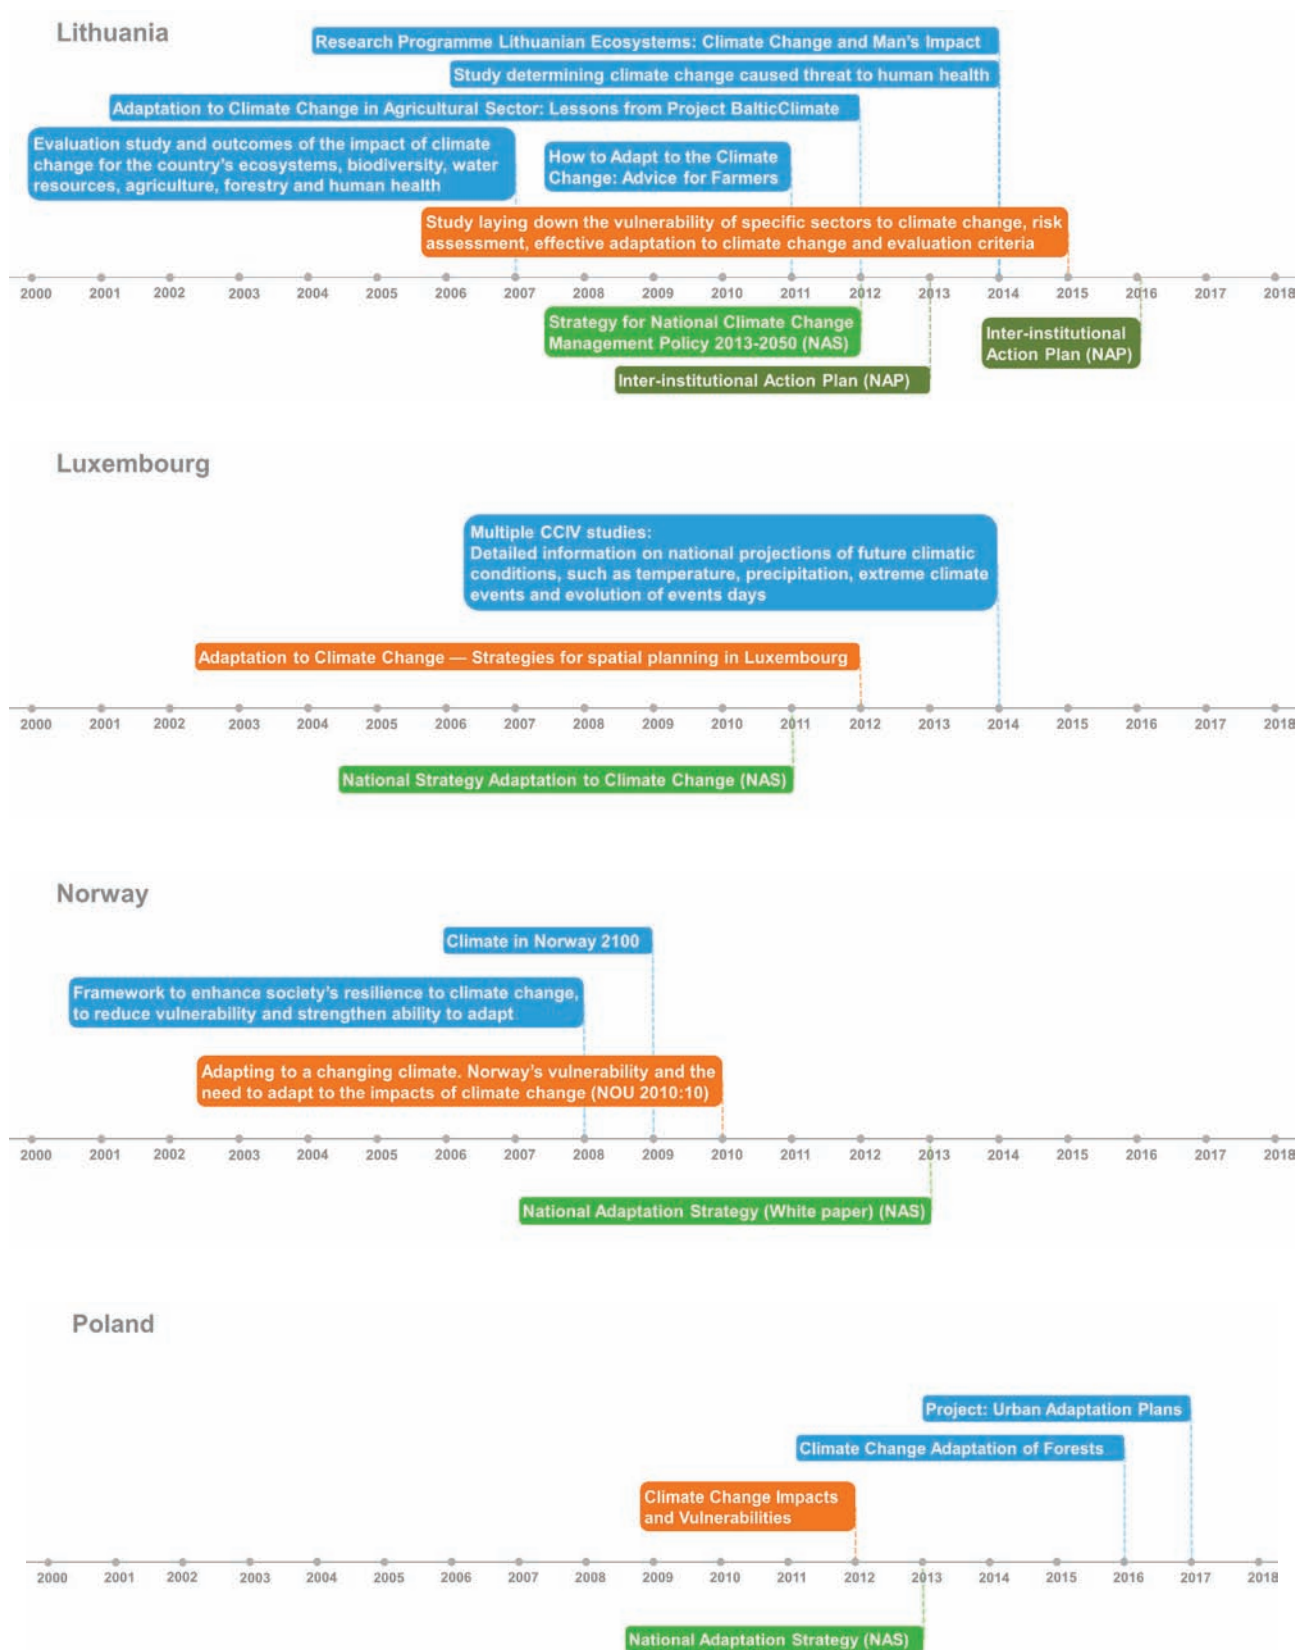 Lithuania
Research Programme Lithuanian Ecosystems: Climate Change and Man's Impact
Study determining climate change caused threat to human health
Adaptation to Climate Change in Agricultural Sector: Lessons from Project BalticClimate
Evaluation study and outcomes of the impact of climate
change for the country's ecosystems, biodiversity, water
resources, agriculture, forestry and human health
How to Adapt to the Climate
Change: Advice for Farmers
Study laying down the vulnerability of specific sectors to climate change, risk
assessment, effective adaptation to climate change and evaluation criteria
2000 2001 2002 2003 2004 2005 2006 2007 2008 2009 2010 2011 2012 2013 2014 2015 2016 2017 2018
Strategy for National Climate Change
Management Policy 2013-2050 (NAS)
Inter-institutional
Action Plan (NAP)
Inter-institutional Action Plan (NAP)
Luxembourg
Multiple CCIV studies:
Detailed information on national projections of future climatic
conditions, such as temperature, precipitation, extreme climate
events and evolution of events days
Adaptation to Climate Change — Strategies for spatial planning in Luxembourg
2000 2001 2002 2003 2004 2005 2006 2007 2008 2009 2010 2011 2012 2013 2014 2015 2016 2017 2018
National Strategy Adaptation to Climate Change (NAS)
Norway
Climate in Norway 2100
Framework to enhance society's resilience to climate change,
to reduce vulnerability and strengthen ability to adapt
Adapting to a changing climate. Norway's vulnerability and the
need to adapt to the impacts of climate change (NOU 2010:10)
2000 2001 2002 2003 2004 2005 2006 2007 2008 2009 2010 2011 2012 2013 2014 2015 2016 2017 2018
National Adaptation Strategy (White paper) (NAS)
Poland
Project: Urban Adaptation Plans
Climate Change Adaptation of Forests
Climate Change Impacts
and Vulnerabilities
2000 2001 2002 2003 2004 2005 2006 2007 2008 2009 2010 2011 2012 2013 2014 2015 2016 2017 2018
National Adaptation Strategy (NAS)